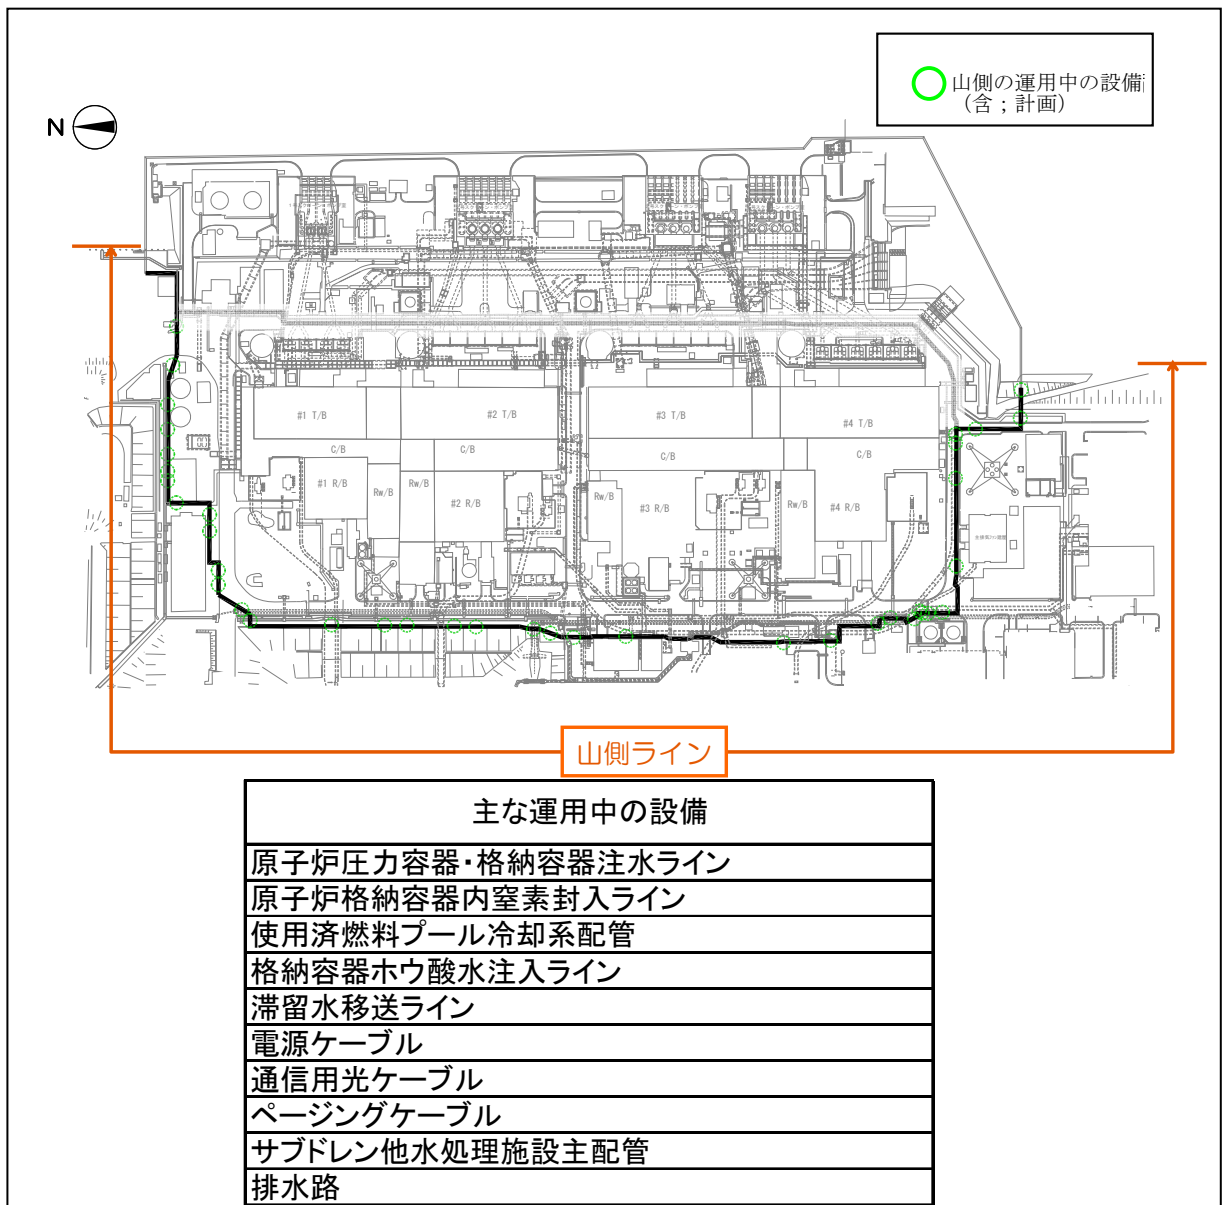 山側の運用中の設備
(含；計画)
N
#1 T/B
#2 T/B
#3 T/B
#4 T/B
C/B
C/B
C/B
C/B
#1 R/B
Rw/B
Rw/B
#2 R/B
Rw/B
#3 R/B
Rw/B
#4 R/B
山側ライン
主な運用中の設備
原子炉圧力容器・格納容器注水ライン
原子炉格納容器内窒素封入ライン
使用済燃料プール冷却系配管
格納容器ホウ酸水注入ライン
滞留水移送ライン
電源ケーブル
通信用光ケーブル
ページングケーブル
サブドレン他水処理施設主配管
排水路